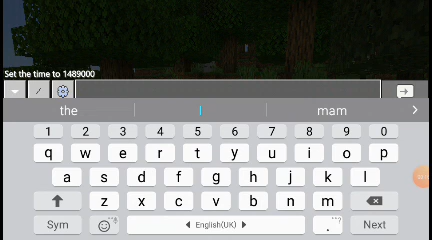 Set the time to 1489000
/
the I mam >
1 2 3 4 5 6 7 8 9 0
q w e r t y u i o p
a s d f g h j k l
z x c v b n m
Sym English(UK) . Next